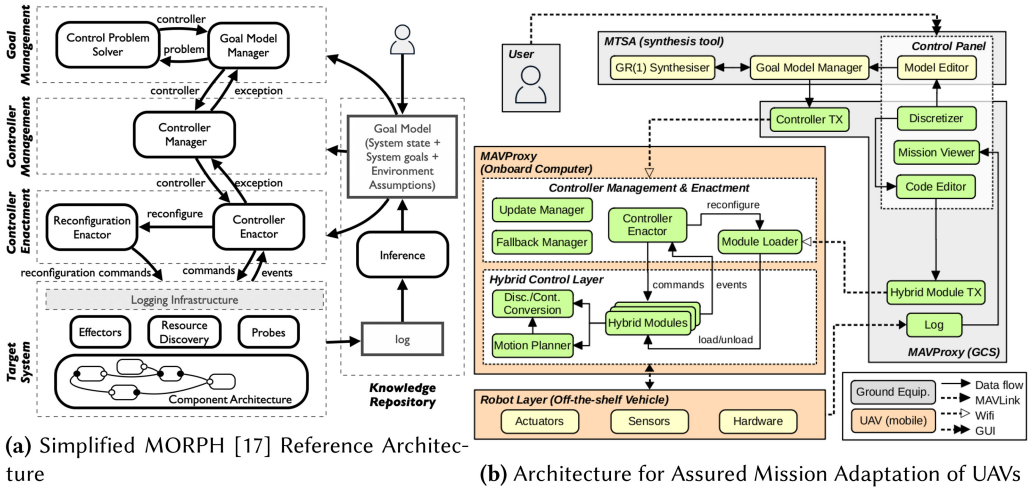 Goal
Management
Control Problem
Solver
controller
problem
Goal Model
Manager
controller
exception
Controller
Management
Controller
Manager
controller
exception
Controller
Enactment
Reconfiguration
Enactor
reconfigure
Controller
Enactor
reconfiguration commands
commands
events
Target
System
Logging Infrastructure
Effectors
Resource
Discovery
Probes
Component Architecture
Goal Model
(System state +
System goals +
Environment
Assumptions)
Inference
log
Knowledge
Repository
(a) Simplified MORPH [17] Reference Architec-
ture
User
MTSA (synthesis tool)
Control Panel
GR(1) Synthesiser
Goal Model Manager
Model Editor
Controller TX
Discretizer
Mission Viewer
Code Editor
MAVProxy
(Onboard Computer)
Controller Management & Enactment
Update Manager
Fallback Manager
Controller
Enactor
reconfigure
Module Loader
Hybrid Control Layer
commands
events
Disc./Cont.
Conversion
Motion Planner
Hybrid Modules
load/unload
Hybrid Module TX
Log
MAVProxy (GCS)
Robot Layer (Off-the-shelf Vehicle)
Actuators
Sensors
Hardware
Ground Equip.
UAV (mobile)
Data flow
MAVLink
Wifi
GUI
(b) Architecture for Assured Mission Adaptation of UAVs